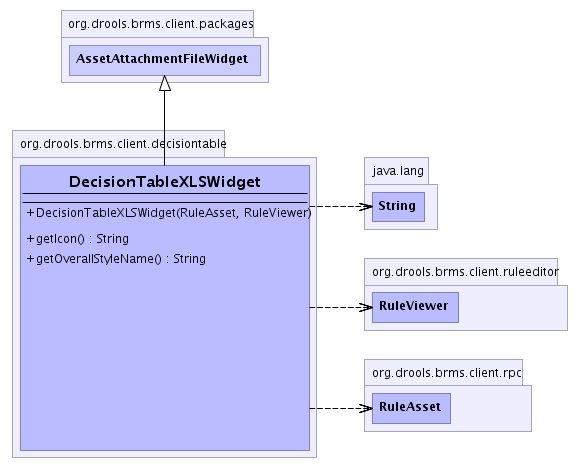 org.drools.brms.client.packages
AssetAttachmentFileWidget
org.drools.brms.client.decisiontable
DecisionTableXLSWidget
+ DecisionTableXLSWidget(RuleAsset, RuleViewer)
+ getIcon() : String
+ getOverallStyleName() : String
java.lang
String
org.drools.brms.client.ruleeditor
RuleViewer
org.drools.brms.client.rpc
RuleAsset